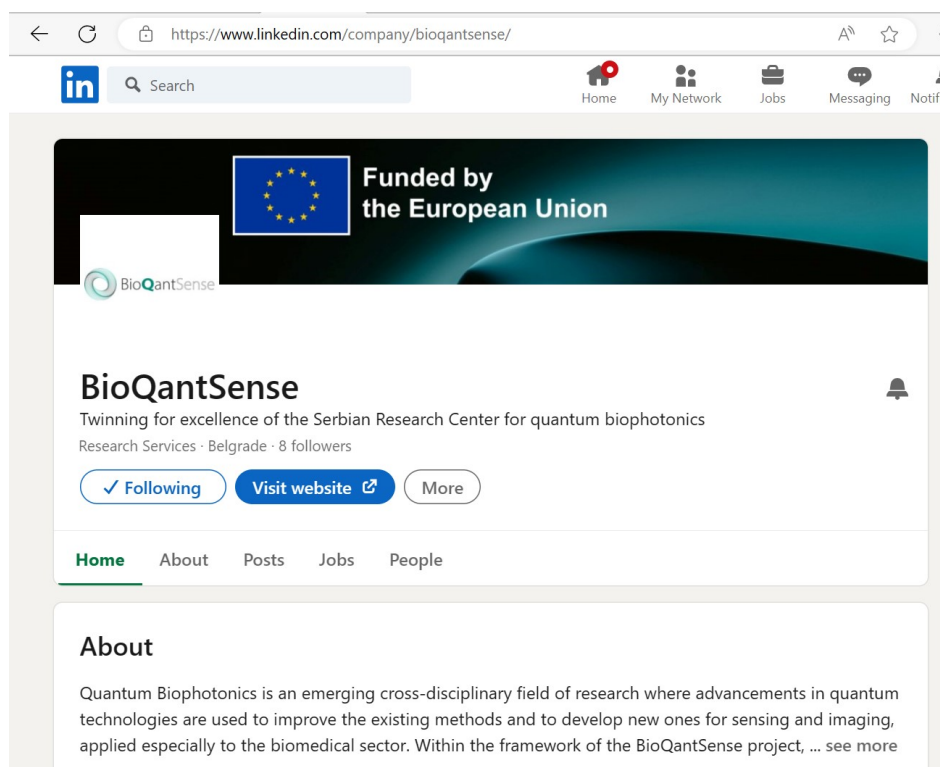 https://www.linkedin.com/company/bioqantsense/
in
Search
Home
My Network
Jobs
Messaging
Notif
Funded by
the European Union
BioQantSense
BioQantSense
Twinning for excellence of the Serbian Research Center for quantum biophotonics
Research Services · Belgrade · 8 followers
✓ Following
Visit website
More
Home
About
Posts
Jobs
People
About
Quantum Biophotonics is an emerging cross-disciplinary field of research where advancements in quantum
technologies are used to improve the existing methods and to develop new ones for sensing and imaging,
applied especially to the biomedical sector. Within the framework of the BioQantSense project, ... see more